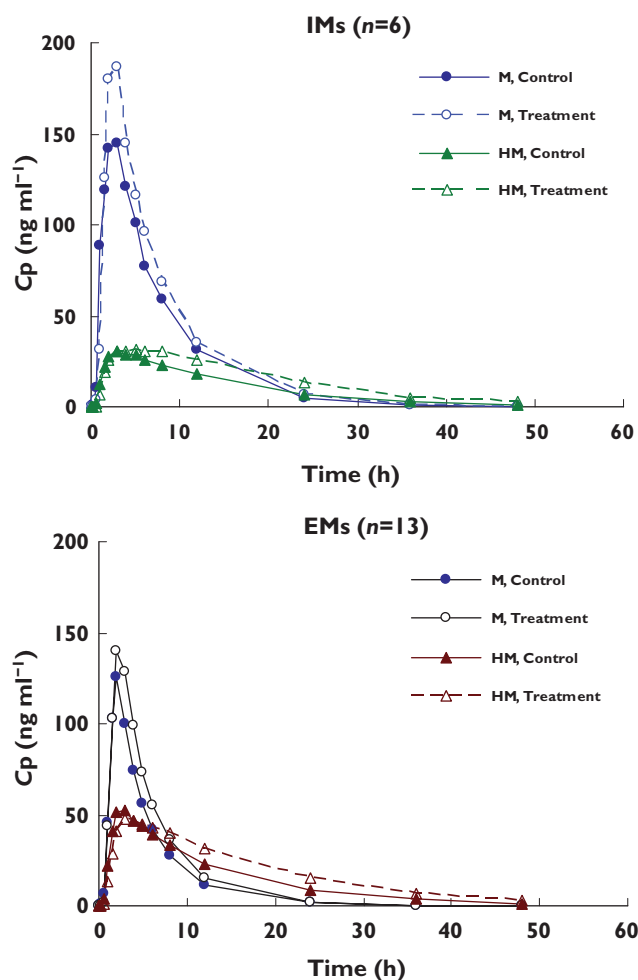 IMs (n=6)
200
150
100
50
0
Cp (ng ml⁻¹)
M, Control
M, Treatment
HM, Control
HM, Treatment
0 10 20 30 40 50 60
Time (h)
EMs (n=13)
200
150
100
50
0
Cp (ng ml⁻¹)
M, Control
M, Treatment
HM, Control
HM, Treatment
0 10 20 30 40 50 60
Time (h)